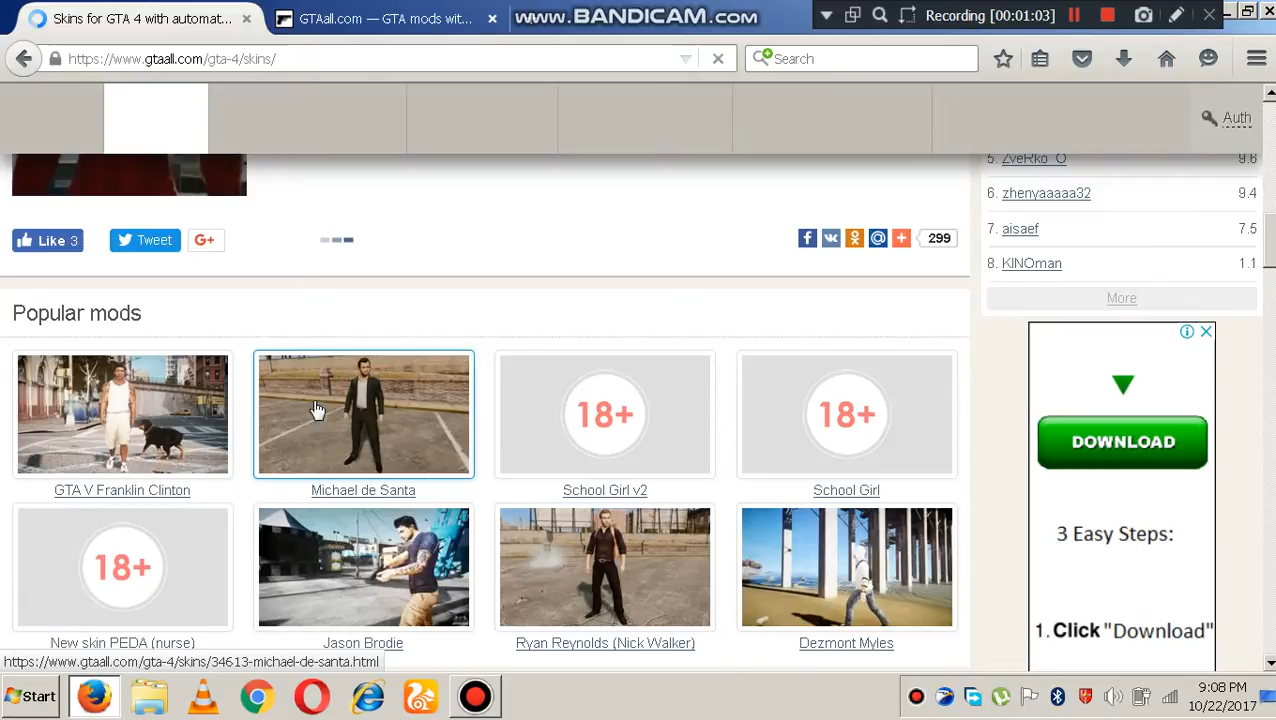 Skins for GTA 4 with automat...
GTAall.com — GTA mods wit...
www.BANDICAM.com
Recording [00:01:03]
https://www.gtaall.com/gta-4/skins/
Search
Auth
5. ZveRko_O 9.6
6. zhenyaaaaa32 9.4
7. aisaef 7.5
8. KINOman 1.1
More
Like 3
Tweet
G+
299
Popular mods
18+
18+
GTA V Franklin Clinton
Michael de Santa
School Girl v2
School Girl
18+
New skin PEDA (nurse)
Jason Brodie
Ryan Reynolds (Nick Walker)
Dezmont Myles
DOWNLOAD
3 Easy Steps:
1. Click "Download"
https://www.gtaall.com/gta-4/skins/34613-michael-de-santa.html
Start
9:08 PM
10/22/2017